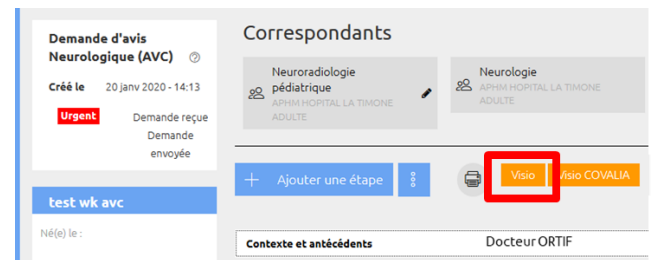 Demande d'avis
Neurologique (AVC) ?
Créé le 20 janv 2020 - 14:13
Urgent Demande reçue
Demande
envoyée
test wk avc
Né(e) le :
Correspondants
Neuroradiologie
pédiatrique
APHM HOPITAL LA TIMONE
ADULTE
Neurologie
APHM HOPITAL LA TIMONE
ADULTE
+ Ajouter une étape
Visio
Visio COVALIA
Contexte et antécédents
Docteur ORTIF